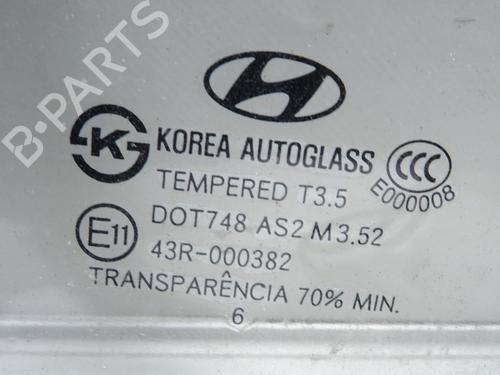 B-PARTS
KS
KOREA AUTOGLASS
CCC
E000008
TEMPERED T3.5
E11
DOT748 AS2 M3.52
43R-000382
TRANSPARÊNCIA 70% MIN.
6